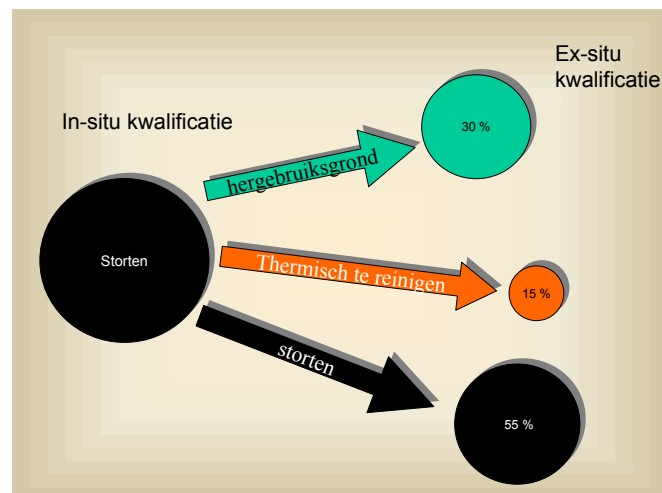 Ex-situ
kwalificatie
In-situ kwalificatie
30 %
hergebruiksgrond
Storten
Thermisch te reinigen
15 %
storten
55 %